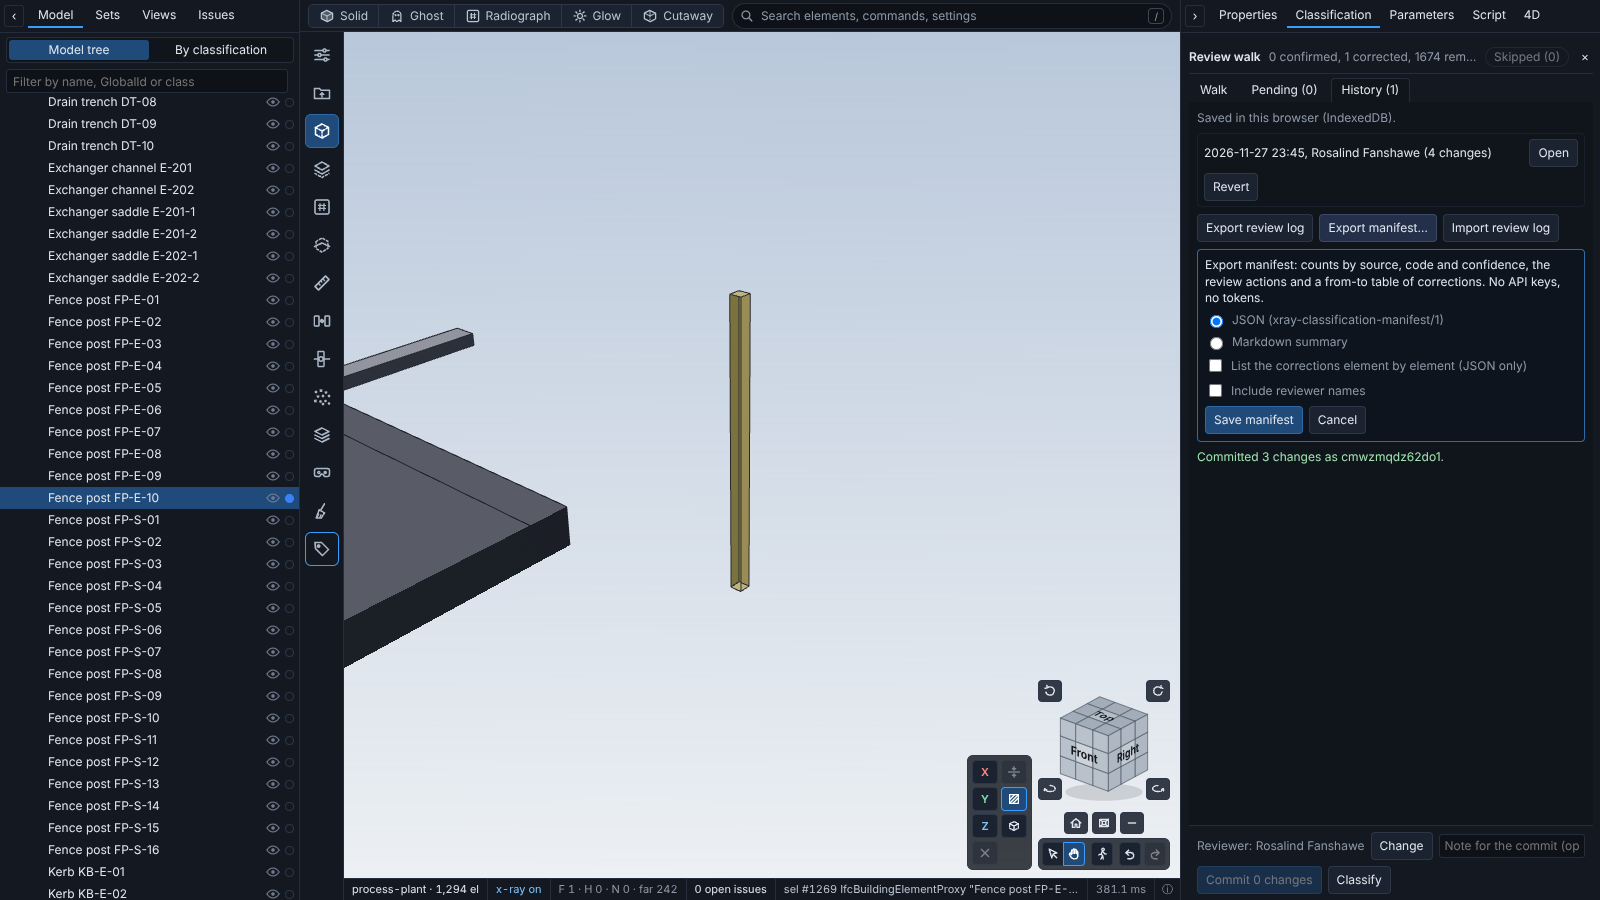 Model
Sets
Views
Issues
Model tree
By classification
Filter by name, GlobalId or class
Drain trench DT-08
Drain trench DT-09
Drain trench DT-10
Exchanger channel E-201
Exchanger channel E-202
Exchanger saddle E-201-1
Exchanger saddle E-201-2
Exchanger saddle E-202-1
Exchanger saddle E-202-2
Fence post FP-E-01
Fence post FP-E-02
Fence post FP-E-03
Fence post FP-E-04
Fence post FP-E-05
Fence post FP-E-06
Fence post FP-E-07
Fence post FP-E-08
Fence post FP-E-09
Fence post FP-E-10
Fence post FP-S-01
Fence post FP-S-02
Fence post FP-S-03
Fence post FP-S-04
Fence post FP-S-05
Fence post FP-S-06
Fence post FP-S-07
Fence post FP-S-08
Fence post FP-S-09
Fence post FP-S-10
Fence post FP-S-11
Fence post FP-S-12
Fence post FP-S-13
Fence post FP-S-14
Fence post FP-S-15
Fence post FP-S-16
Kerb KB-E-01
Kerb KB-E-02
Solid
Ghost
Radiograph
Glow
Cutaway
Search elements, commands, settings
/
Top
Front
Right
X
Y
Z
process-plant · 1,294 el
x-ray on
F 1 · H 0 · N 0 · far 242
0 open issues
sel #1269 IfcBuildingElementProxy "Fence post FP-E-...
381.1 ms
Properties
Classification
Parameters
Script
4D
Review walk
0 confirmed, 1 corrected, 1674 rem...
Skipped (0)
×
Walk
Pending (0)
History (1)
Saved in this browser (IndexedDB).
2026-11-27 23:45, Rosalind Fanshawe (4 changes)
Open
Revert
Export review log
Export manifest...
Import review log
Export manifest: counts by source, code and confidence, the
review actions and a from-to table of corrections. No API keys,
no tokens.
JSON (xray-classification-manifest/1)
Markdown summary
List the corrections element by element (JSON only)
Include reviewer names
Save manifest
Cancel
Committed 3 changes as cmwzmqdz62do1.
Reviewer: Rosalind Fanshawe
Change
Note for the commit (op
Commit 0 changes
Classify